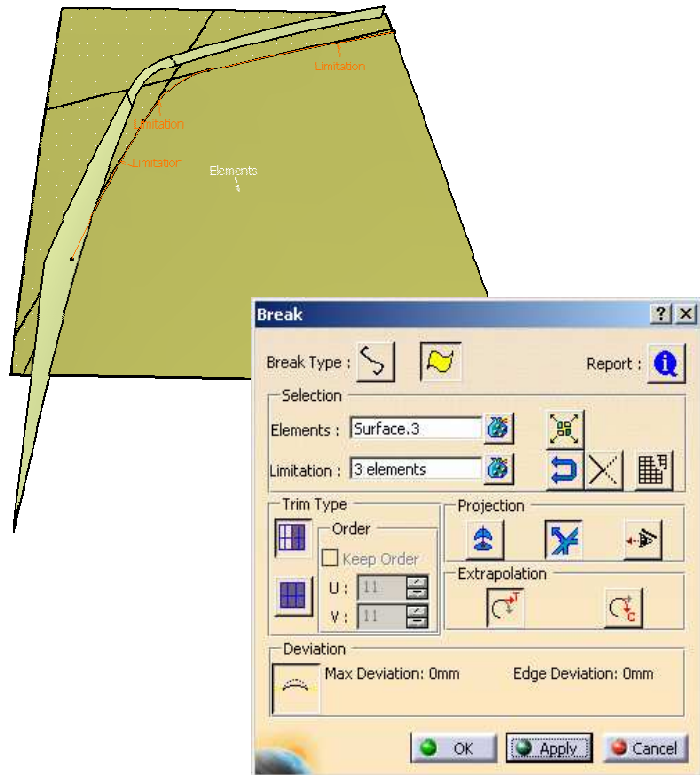 Limitation
Limitation
Limitation
Elements
Break
Break Type :
Report :
Selection
Elements : Surface.3
Limitation : 3 elements
Trim Type
Projection
Order
Keep Order
Extrapolation
U : 11
T
V : 11
C
Deviation
Max Deviation: 0mm Edge Deviation: 0mm
OK Apply Cancel